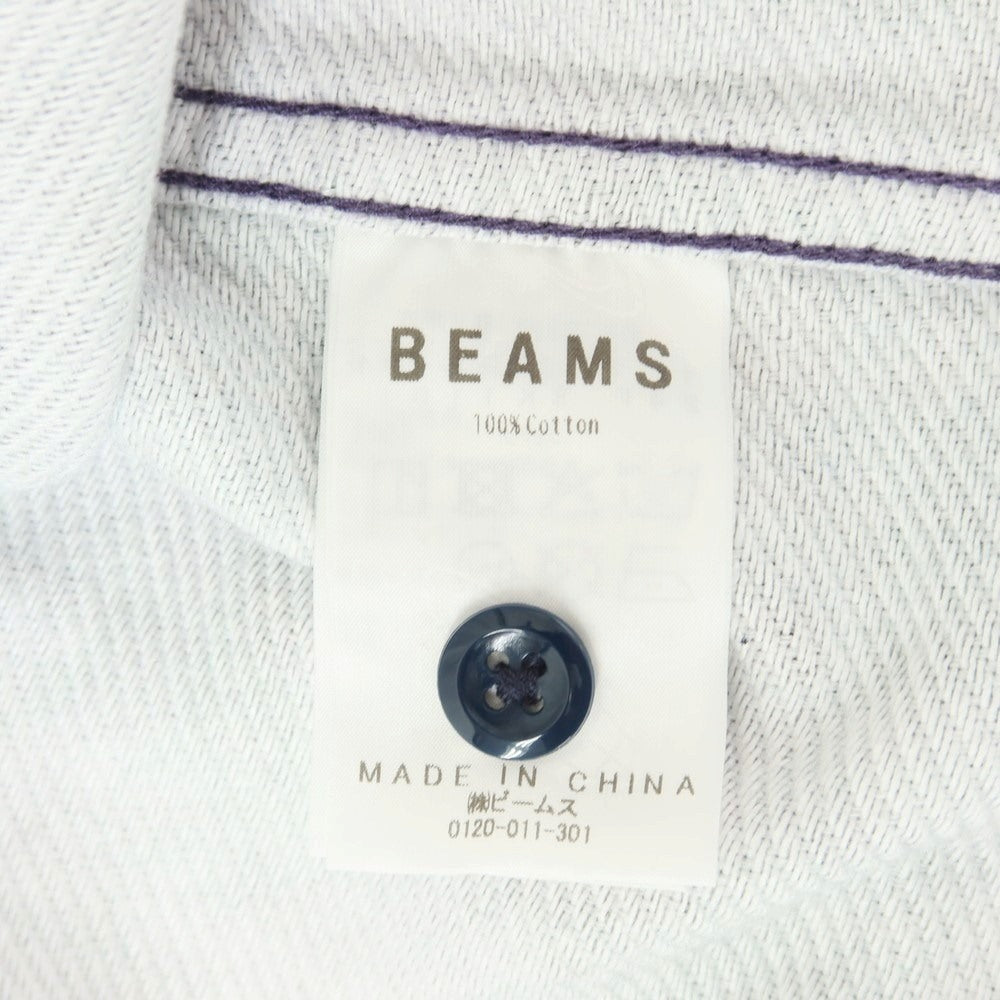 BEAMS
100% Cotton
MADE IN CHINA
㈱ビームス
0120-011-301